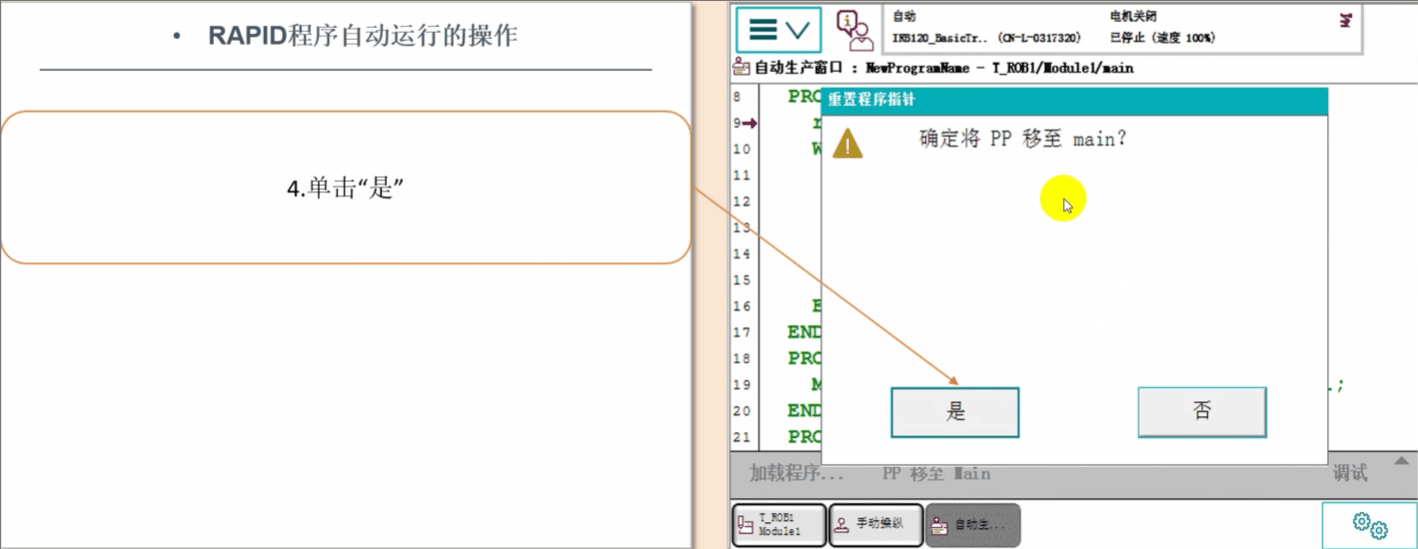 • RAPID程序自动运行的操作
4.单击“是”
自动
IRB120_BasicTr.. (CN-L-0317320)
电机关闭
已停止 (速度 100%)
自动生产窗口 : NewProgramName - T_ROB1/Module1/main
重置程序指针
确定将 PP 移至 main?
是
否
8 PRO
9
10 W
11
12
13
14
15
16 E
17 END
18 PRO
19 M .;
20 END
21 PRO
加载程序... PP 移至 Main 调试
T_ROB1
Module1
手动操纵
自动生...